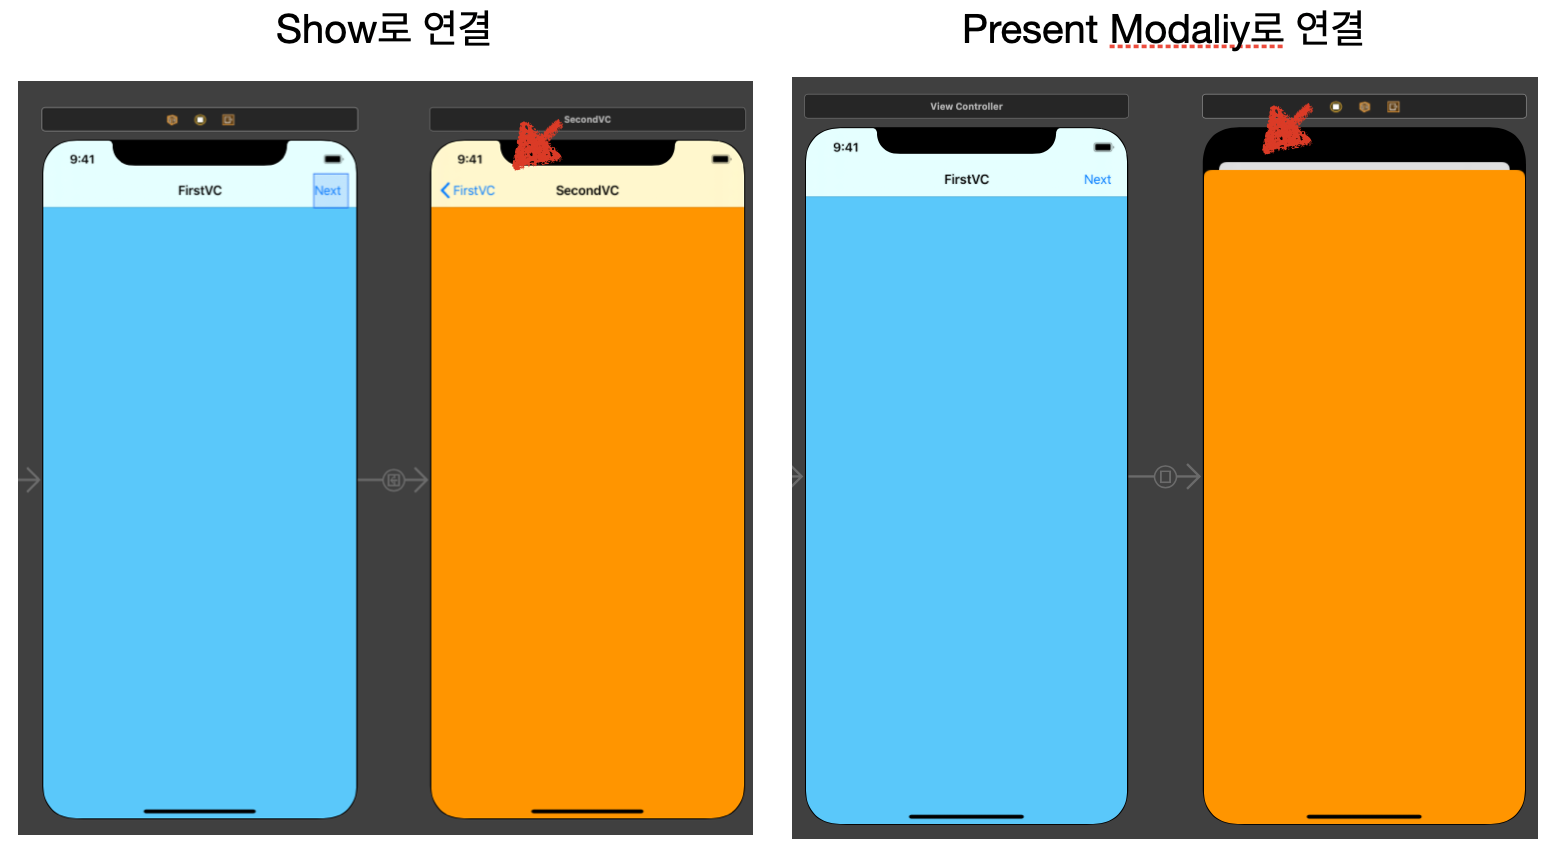 Show로 연결
Present Modaliy로 연결
SecondVC
9:41
FirstVC
Next
9:41
FirstVC
SecondVC
View Controller
9:41
FirstVC
Next